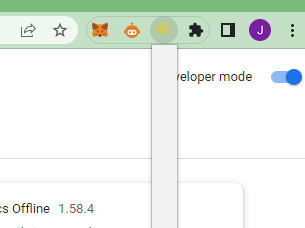 J
veloper mode
cs Offline 1.58.4